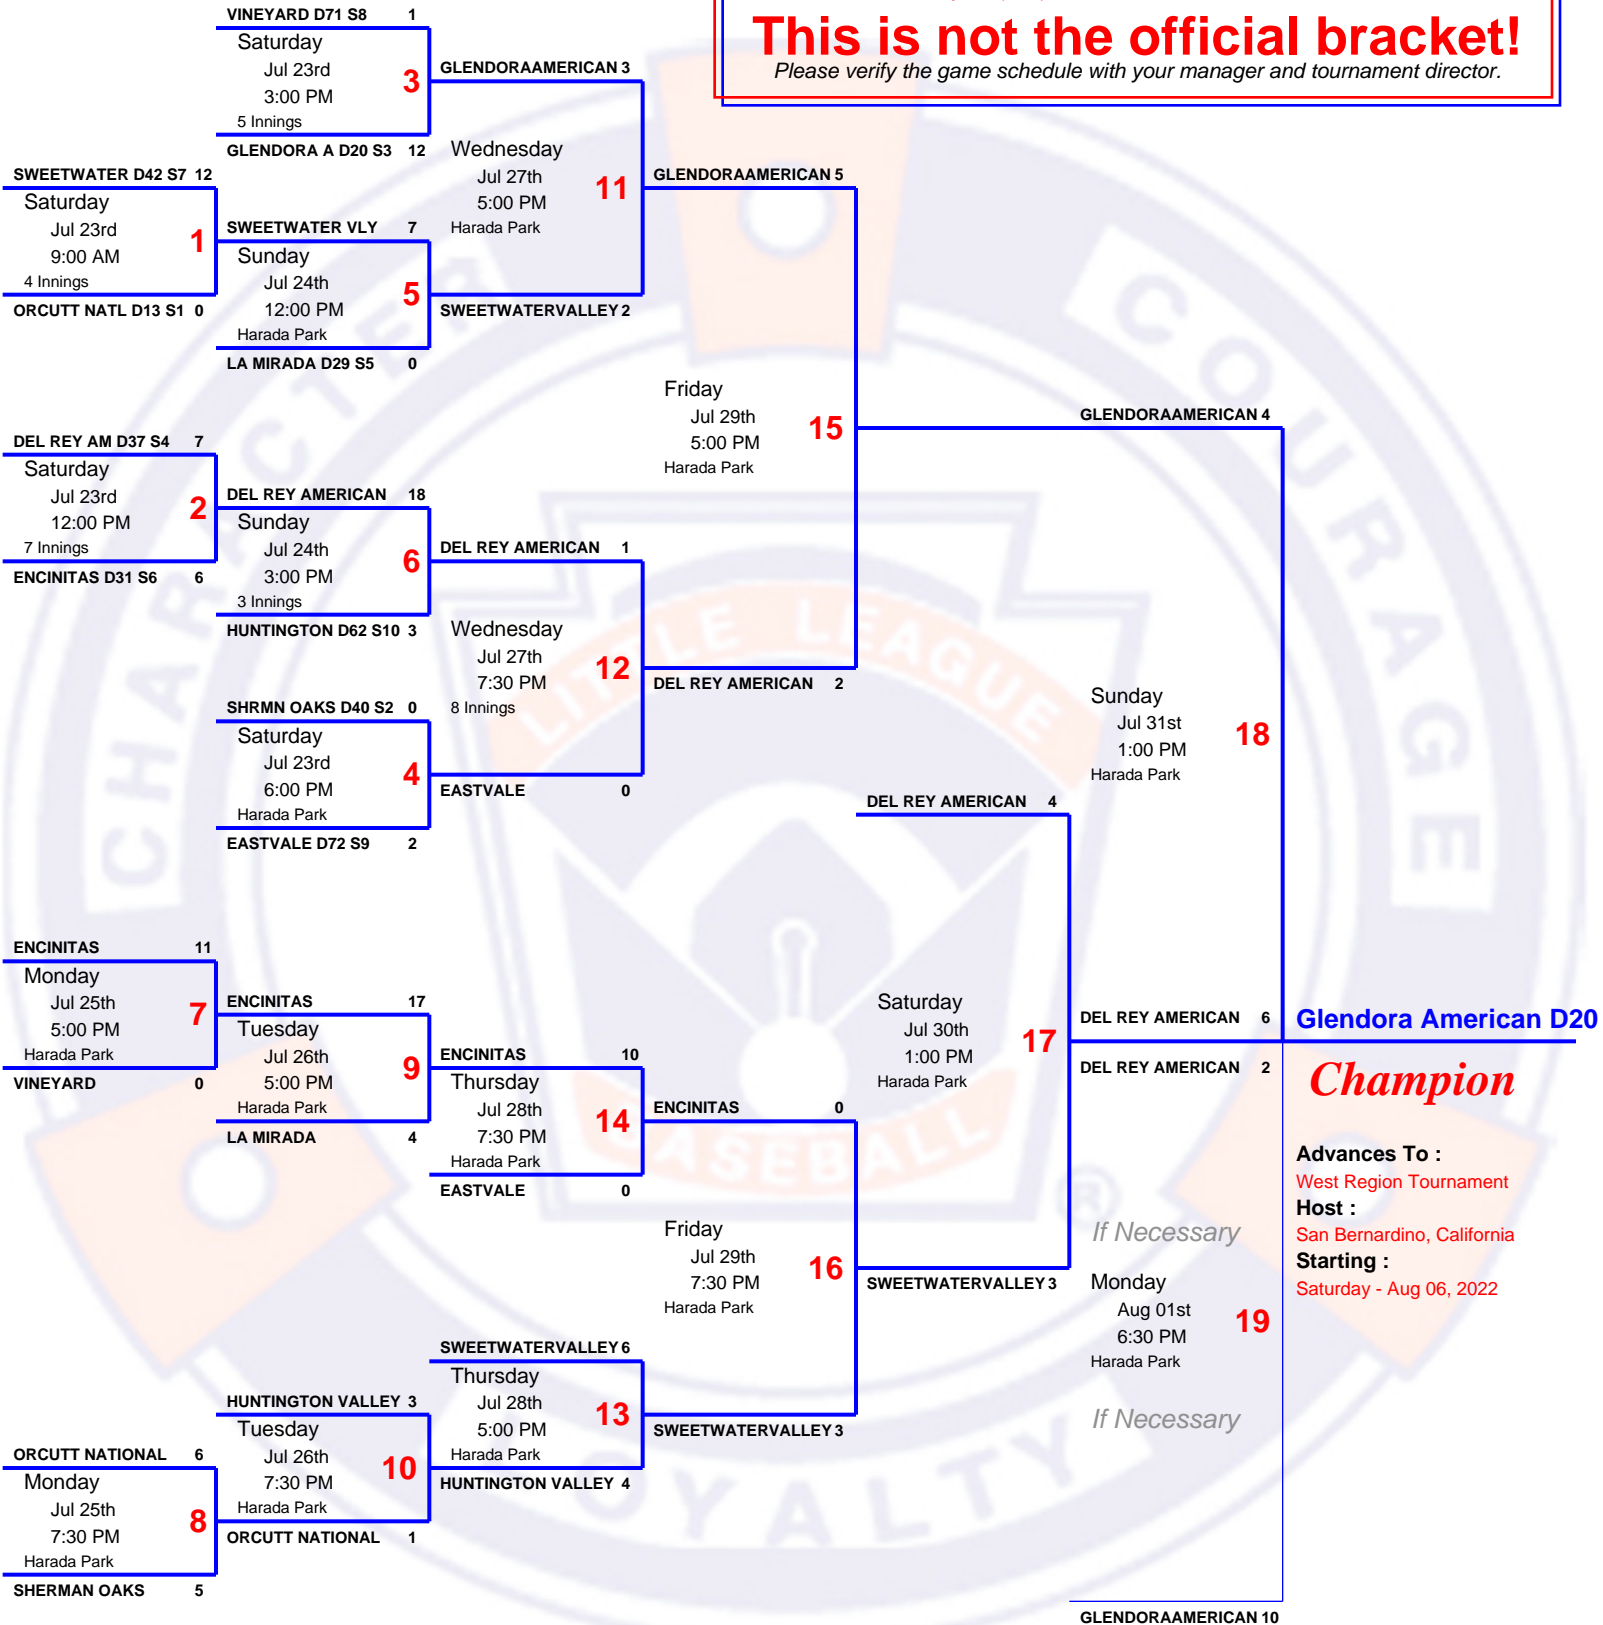 This is not the official bracket!
Please verify the game schedule with your manager and tournament director.
VINEYARD D71 S8 1
Saturday
Jul 23rd
3:00 PM
5 Innings
3
GLENDORA A D20 S3 12
SWEETWATER D42 S7 12
Saturday
Jul 23rd
9:00 AM
4 Innings
1
ORCUTT NATL D13 S1 0
SWEETWATER VLY 7
Sunday
Jul 24th
12:00 PM
Harada Park
5
LA MIRADA D29 S5 0
GLENDORAAMERICAN 3
Wednesday
Jul 27th
5:00 PM
Harada Park
11
SWEETWATERVALLEY 2
DEL REY AM D37 S4 7
Saturday
Jul 23rd
12:00 PM
7 Innings
2
ENCINITAS D31 S6 6
DEL REY AMERICAN 18
Sunday
Jul 24th
3:00 PM
3 Innings
6
HUNTINGTON D62 S10 3
SHRMN OAKS D40 S2 0
Saturday
Jul 23rd
6:00 PM
Harada Park
4
EASTVALE D72 S9 2
DEL REY AMERICAN 1
Wednesday
Jul 27th
7:30 PM
8 Innings
12
EASTVALE 0
GLENDORAAMERICAN 5
Friday
Jul 29th
5:00 PM
Harada Park
15
DEL REY AMERICAN 2
ENCINITAS 11
Monday
Jul 25th
5:00 PM
Harada Park
7
VINEYARD 0
ENCINITAS 17
Tuesday
Jul 26th
5:00 PM
Harada Park
9
LA MIRADA 4
ENCINITAS 10
Thursday
Jul 28th
7:30 PM
Harada Park
14
EASTVALE 0
ORCUTT NATIONAL 6
Monday
Jul 25th
7:30 PM
Harada Park
8
SHERMAN OAKS 5
HUNTINGTON VALLEY 3
Tuesday
Jul 26th
7:30 PM
Harada Park
10
ORCUTT NATIONAL 1
SWEETWATERVALLEY 6
Thursday
Jul 28th
5:00 PM
Harada Park
13
HUNTINGTON VALLEY 4
ENCINITAS 0
Friday
Jul 29th
7:30 PM
Harada Park
16
SWEETWATERVALLEY 3
DEL REY AMERICAN 4
Saturday
Jul 30th
1:00 PM
Harada Park
17
SWEETWATERVALLEY 3
GLENDORAAMERICAN 4
Sunday
Jul 31st
1:00 PM
Harada Park
18
DEL REY AMERICAN 6
DEL REY AMERICAN 2
If Necessary
Monday
Aug 01st
6:30 PM
Harada Park
19
If Necessary
GLENDORAAMERICAN 10
Glendora American D20
Champion
Advances To :
West Region Tournament
Host :
San Bernardino, California
Starting :
Saturday - Aug 06, 2022
CHARACTER
COURAGE
LOYALTY
LITTLE LEAGUE
BASEBALL
®